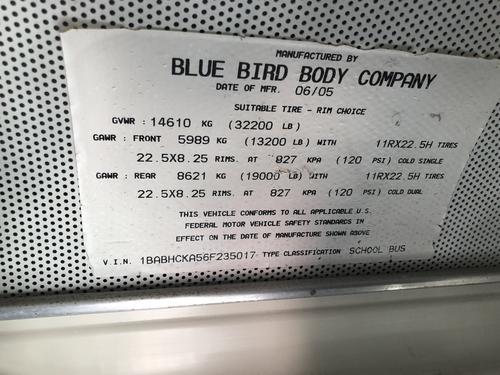 MANUFACTURED BY
BLUE BIRD BODY COMPANY
DATE OF MFR. 06/05
SUITABLE TIRE - RIM CHOICE
GVWR : 14610 KG (32200 LB)
GAWR : FRONT 5989 KG (13200 LB) WITH 11RX22.5H TIRES
22.5X8.25 RIMS. AT 827 KPA (120 PSI) COLD SINGLE
GAWR : REAR 8621 KG (19000 LB) WITH 11RX22.5H TIRES
22.5X8.25 RIMS. AT 827 KPA (120 PSI) COLD DUAL
THIS VEHICLE CONFORMS TO ALL APPLICABLE U.S.
FEDERAL MOTOR VEHICLE SAFETY STANDARDS IN
EFFECT ON THE DATE OF MANUFACTURE SHOWN ABOVE
V.I.N. 1BABHCKA56F235017 TYPE CLASSIFICATION SCHOOL BUS